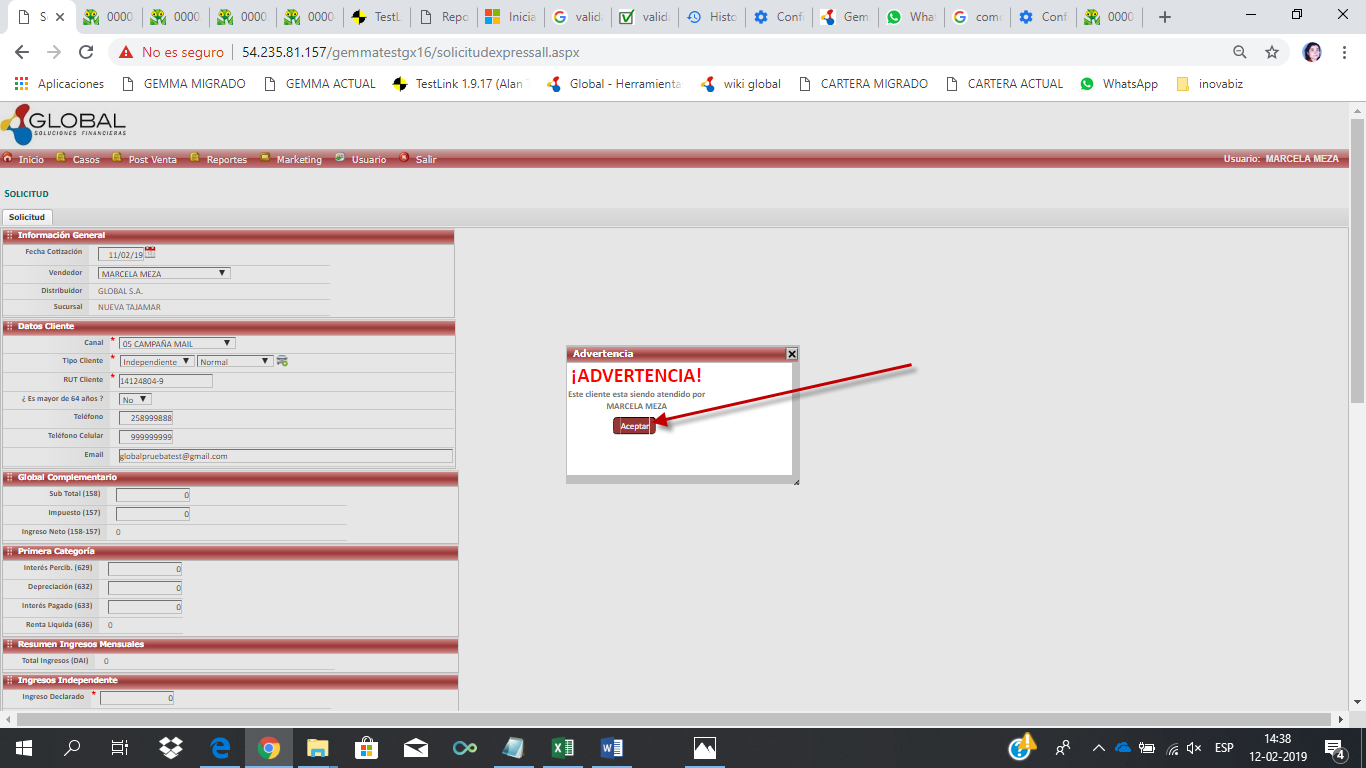 S
0000
0000
0000
0000
TestL
Repo
Inicia
valida
valid
Histo
Confi
Gem
What
como
Conf
0000
No es seguro
54.235.81.157/gemmatestgx16/solicitudexpressall.aspx
Aplicaciones
GEMMA MIGRADO
GEMMA ACTUAL
TestLink 1.9.17 (Alan
Global - Herramienta
wiki global
CARTERA MIGRADO
CARTERA ACTUAL
WhatsApp
inovabiz
GLOBAL
SOLUCIONES FINANCIERAS
Inicio
Casos
Post Venta
Reportes
Marketing
Usuario
Salir
Usuario: MARCELA MEZA
SOLICITUD
Solicitud
Información General
Fecha Cotización 11/02/19
Vendedor MARCELA MEZA
Distribuidor GLOBAL S.A.
Sucursal NUEVA TAJAMAR
Datos Cliente
Canal * 05 CAMPAÑA MAIL
Tipo Cliente * Independiente Normal
RUT Cliente * 14124804-9
¿ Es mayor de 64 años ? No
Teléfono 258999888
Teléfono Celular 999999999
Email globalpruebatest@gmail.com
Global Complementario
Sub Total (158) 0
Impuesto (157) 0
Ingreso Neto (158-157) 0
Primera Categoría
Interés Percib. (629) 0
Depreciación (632) 0
Interés Pagado (633) 0
Renta Liquida (636) 0
Resumen Ingresos Mensuales
Total Ingresos (DAI) 0
Ingresos Independiente
Ingreso Declarado * 0
Advertencia
¡ADVERTENCIA!
Este cliente esta siendo atendido por
MARCELA MEZA
Aceptar
ESP
14:38
12-02-2019
4